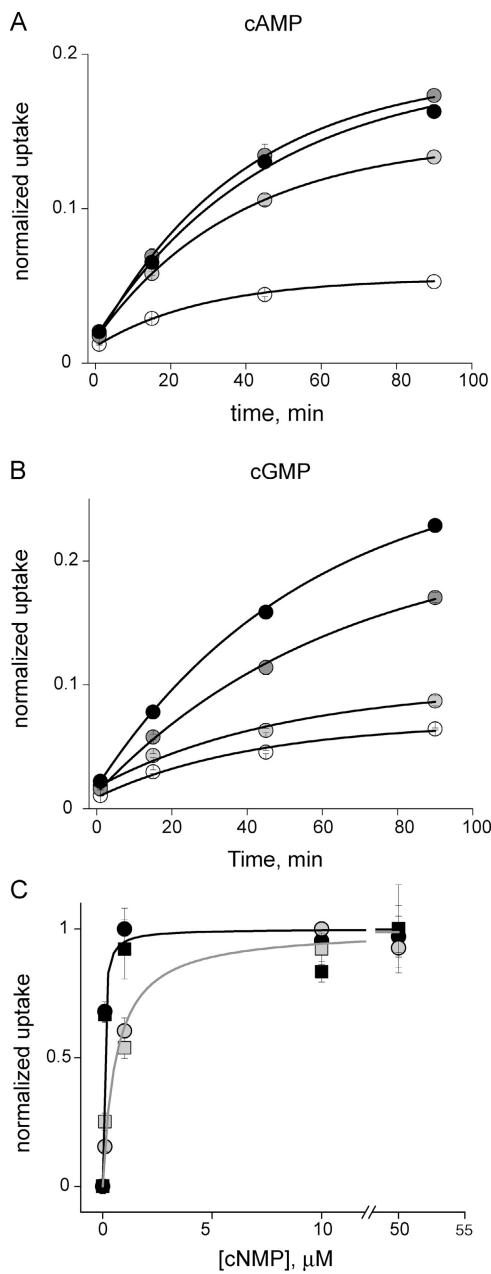 A
cAMP
0.2
0.1
0
normalized uptake
0 20 40 60 80 100
time, min
B
cGMP
0.2
0.1
0
normalized uptake
0 20 40 60 80 100
Time, min
C
1
0.5
0
normalized uptake
0 5 10 50 55
[cNMP], μM